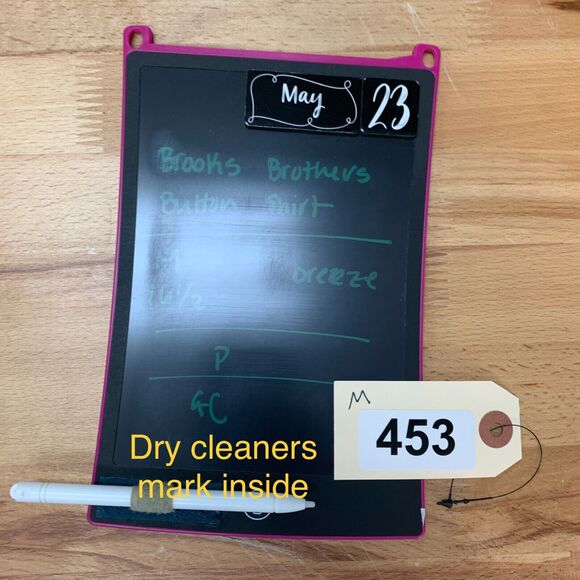 May 23
Brooks Brothers
Button Shirt
M breeze
P
GC
M
453
Dry cleaners
mark inside